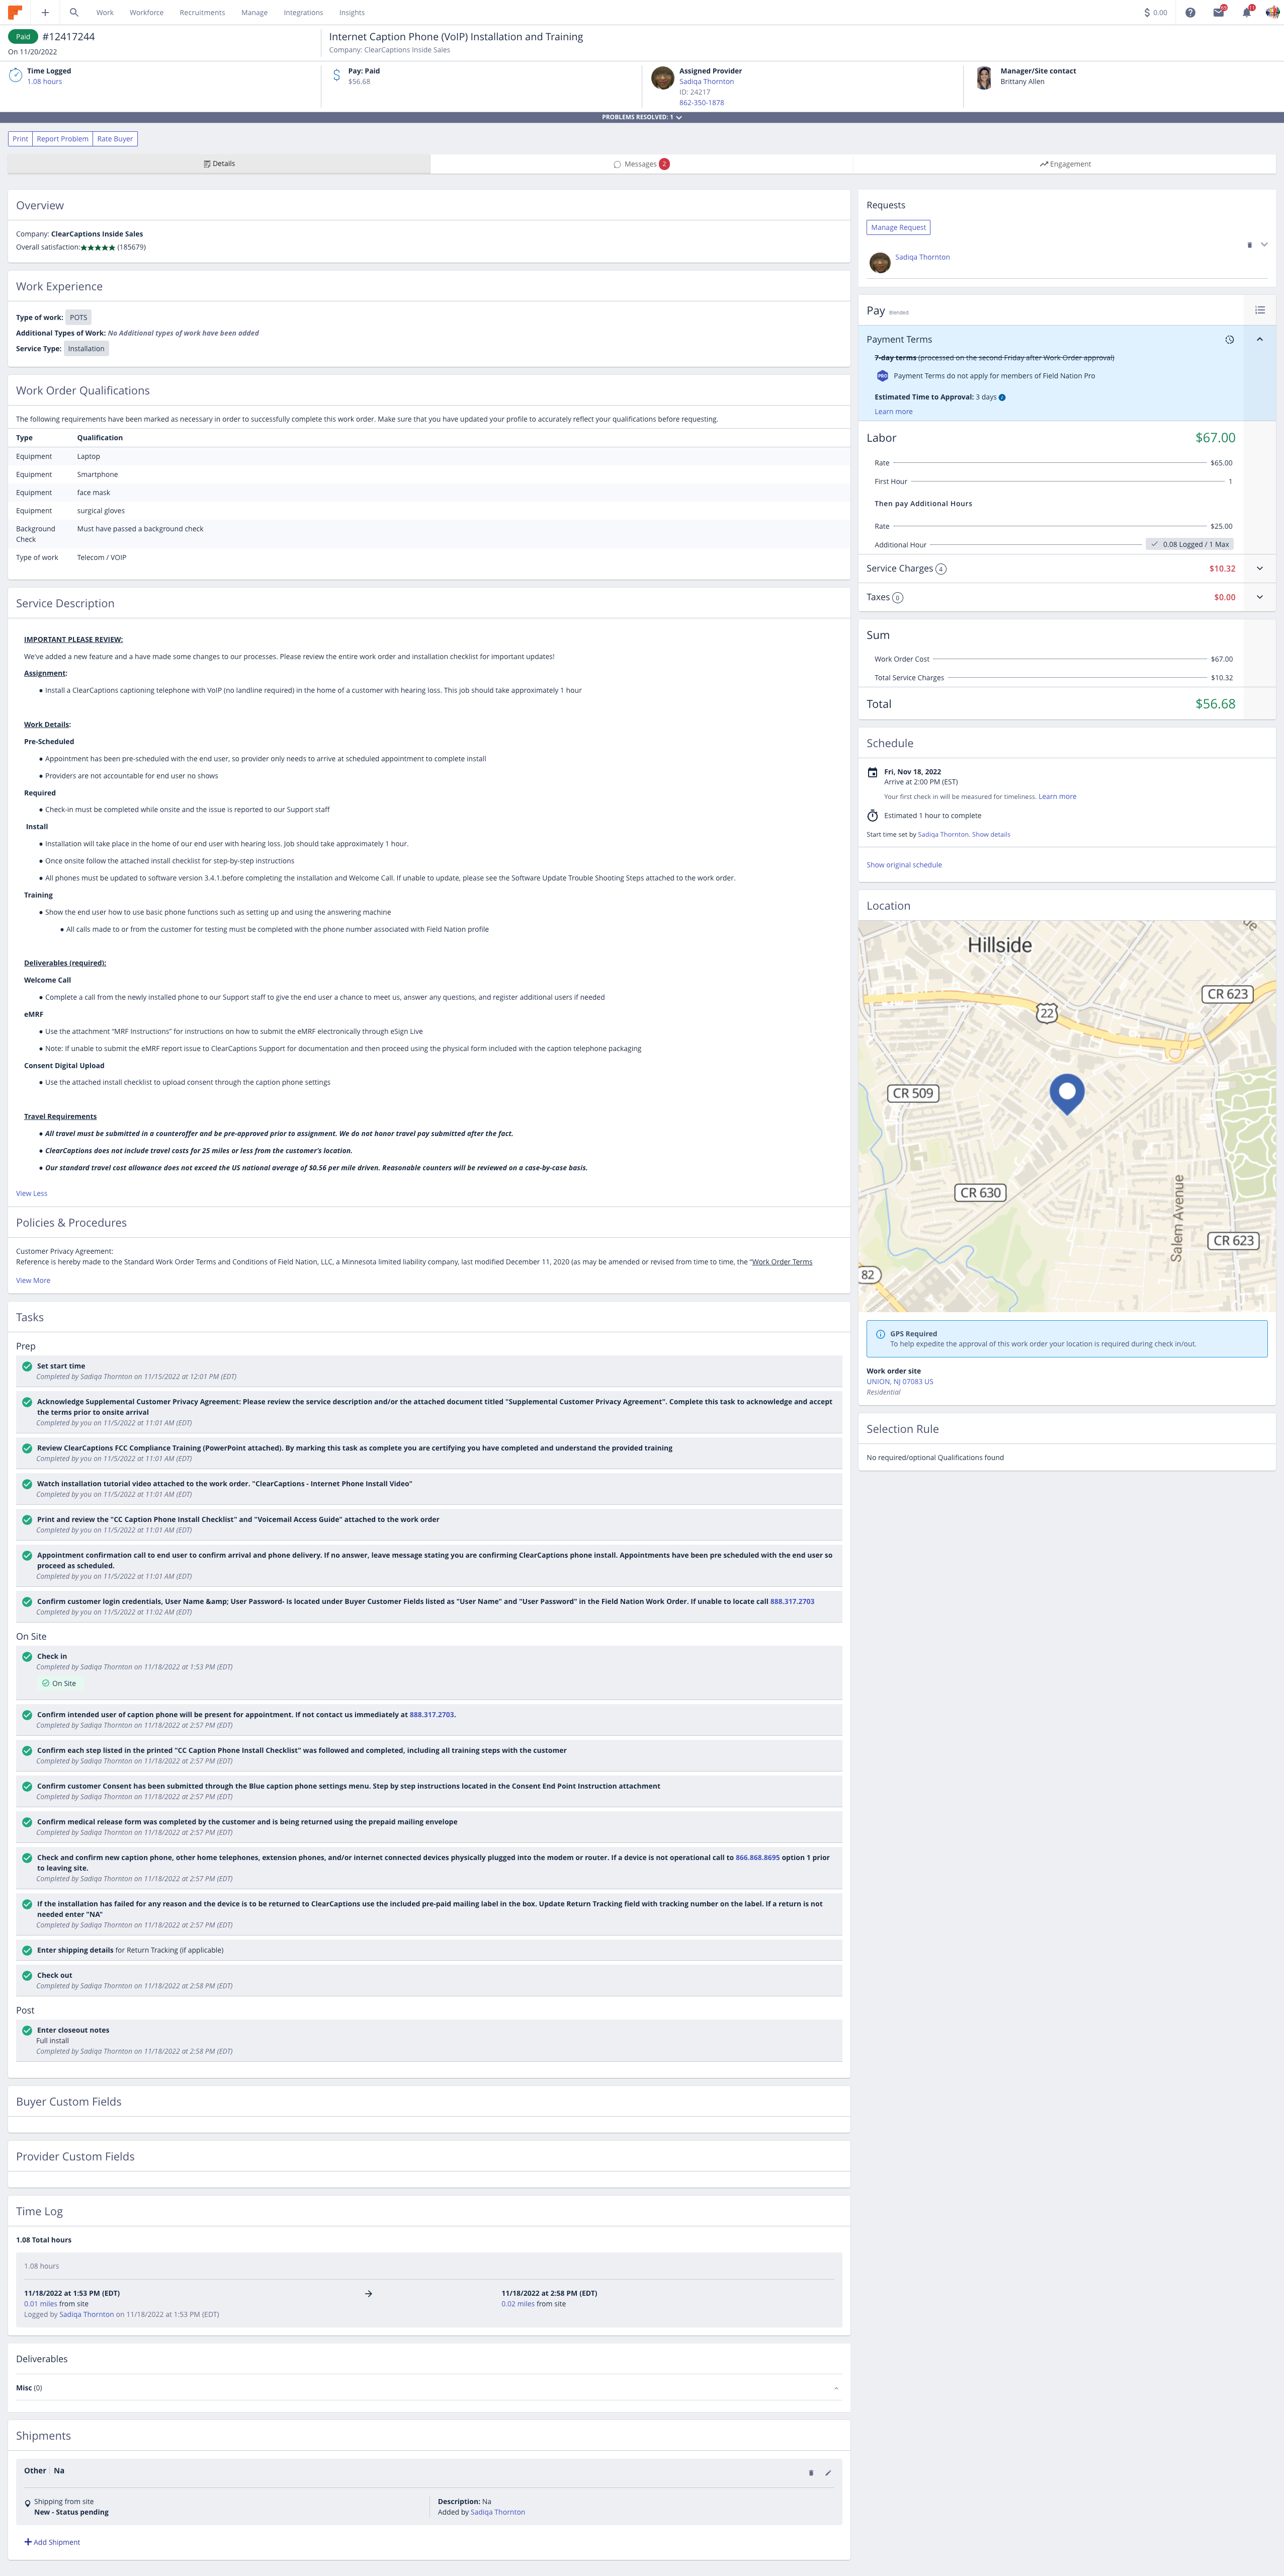 Work Workforce Recruitments Manage Integrations Insights
0.00
Paid #12417244
On 11/20/2022
Internet Caption Phone (VoIP) Installation and Training
Company: ClearCaptions Inside Sales
Time Logged
1.08 hours
Pay: Paid
$56.68
Assigned Provider
Sadiqa Thornton
ID: 24217
862-350-1878
Manager/Site contact
Brittany Allen
PROBLEMS RESOLVED: 1
Print Report Problem Rate Buyer
Details
Messages 2
Engagement
Overview
Company: ClearCaptions Inside Sales
Overall satisfaction: (185679)
Work Experience
Type of work: POTS
Additional Types of Work: No Additional types of work have been added
Service Type: Installation
Work Order Qualifications
The following requirements have been marked as necessary in order to successfully complete this work order. Make sure that you have updated your profile to accurately reflect your qualifications before requesting.
Type Qualification
Equipment Laptop
Equipment Smartphone
Equipment face mask
Equipment surgical gloves
Background Check Must have passed a background check
Type of work Telecom / VOIP
Service Description
IMPORTANT PLEASE REVIEW:
We've added a new feature and a have made some changes to our processes. Please review the entire work order and installation checklist for important updates!
Assignment:
● Install a ClearCaptions captioning telephone with VoIP (no landline required) in the home of a customer with hearing loss. This job should take approximately 1 hour
Work Details:
Pre-Scheduled
● Appointment has been pre-scheduled with the end user, so provider only needs to arrive at scheduled appointment to complete install
● Providers are not accountable for end user no shows
Required
● Check-in must be completed while onsite and the issue is reported to our Support staff
Install
● Installation will take place in the home of our end user with hearing loss. Job should take approximately 1 hour.
● Once onsite follow the attached install checklist for step-by-step instructions
● All phones must be updated to software version 3.4.1.before completing the installation and Welcome Call. If unable to update, please see the Software Update Trouble Shooting Steps attached to the work order.
Training
● Show the end user how to use basic phone functions such as setting up and using the answering machine
● All calls made to or from the customer for testing must be completed with the phone number associated with Field Nation profile
Deliverables (required):
Welcome Call
● Complete a call from the newly installed phone to our Support staff to give the end user a chance to meet us, answer any questions, and register additional users if needed
eMRF
● Use the attachment "MRF Instructions" for instructions on how to submit the eMRF electronically through eSign Live
● Note: If unable to submit the eMRF report issue to ClearCaptions Support for documentation and then proceed using the physical form included with the caption telephone packaging
Consent Digital Upload
● Use the attached install checklist to upload consent through the caption phone settings
Travel Requirements
● All travel must be submitted in a counteroffer and be pre-approved prior to assignment. We do not honor travel pay submitted after the fact.
● ClearCaptions does not include travel costs for 25 miles or less from the customer's location.
● Our standard travel cost allowance does not exceed the US national average of $0.56 per mile driven. Reasonable counters will be reviewed on a case-by-case basis.
View Less
Policies & Procedures
Customer Privacy Agreement:
Reference is hereby made to the Standard Work Order Terms and Conditions of Field Nation, LLC, a Minnesota limited liability company, last modified December 11, 2020 (as may be amended or revised from time to time, the "Work Order Terms
View More
Tasks
Prep
Set start time
Completed by you on 11/15/2022 at 12:01 PM (EDT)
Acknowledge Supplemental Customer Privacy Agreement: Please review the service description and/or the attached document titled "Supplemental Customer Privacy Agreement". Complete this task to acknowledge and accept
the terms prior to onsite arrival
Completed by you on 11/5/2022 at 11:01 AM (EDT)
Review ClearCaptions FCC Compliance Training (PowerPoint attached). By marking this task as complete you are certifying you have completed and understand the provided training
Completed by you on 11/5/2022 at 11:01 AM (EDT)
Watch installation tutorial video attached to the work order. "ClearCaptions - Internet Phone Install Video"
Completed by you on 11/5/2022 at 11:01 AM (EDT)
Print and review the "CC Caption Phone Install Checklist" and "Voicemail Access Guide" attached to the work order
Completed by you on 11/5/2022 at 11:01 AM (EDT)
Appointment confirmation call to end user to confirm arrival and phone delivery. If no answer, leave message stating you are confirming ClearCaptions phone install. Appointments have been pre scheduled with the end user so
proceed as scheduled.
Completed by you on 11/5/2022 at 11:01 AM (EDT)
Confirm customer login credentials, User Name &amp; User Password- Is located under Buyer Customer Fields listed as "User Name" and "User Password" in the Field Nation Work Order. If unable to locate call 888.317.2703
Completed by you on 11/5/2022 at 11:02 AM (EDT)
On Site
Check in
Completed by Sadiqa Thornton on 11/18/2022 at 1:53 PM (EDT)
On Site
Confirm intended user of caption phone will be present for appointment. If not contact us immediately at 888.317.2703.
Completed by Sadiqa Thornton on 11/18/2022 at 2:57 PM (EDT)
Confirm each step listed in the printed "CC Caption Phone Install Checklist" was followed and completed, including all training steps with the customer
Completed by Sadiqa Thornton on 11/18/2022 at 2:57 PM (EDT)
Confirm customer Consent has been submitted through the Blue caption phone settings menu. Step by step instructions located in the Consent End Point Instruction attachment
Completed by Sadiqa Thornton on 11/18/2022 at 2:57 PM (EDT)
Confirm medical release form was completed by the customer and is being returned using the prepaid mailing envelope
Completed by Sadiqa Thornton on 11/18/2022 at 2:57 PM (EDT)
Check and confirm new caption phone, other home telephones, extension phones, and/or internet connected devices physically plugged into the modem or router. If a device is not operational call to 866.868.8695 option 1 prior
to leaving site.
Completed by Sadiqa Thornton on 11/18/2022 at 2:57 PM (EDT)
If the installation has failed for any reason and the device is to be returned to ClearCaptions use the included pre-paid mailing label in the box. Update Return Tracking field with tracking number on the label. If a return is not
needed enter "NA"
Completed by Sadiqa Thornton on 11/18/2022 at 2:57 PM (EDT)
Enter shipping details for Return Tracking (if applicable)
Check out
Completed by Sadiqa Thornton on 11/18/2022 at 2:58 PM (EDT)
Post
Enter closeout notes
Full install
Completed by Sadiqa Thornton on 11/18/2022 at 2:58 PM (EDT)
Buyer Custom Fields
Provider Custom Fields
Time Log
1.08 Total hours
1.08 hours
11/18/2022 at 1:53 PM (EDT)
0.01 miles from site
Logged by Sadiqa Thornton on 11/18/2022 at 1:53 PM (EDT)
11/18/2022 at 2:58 PM (EDT)
0.02 miles from site
Deliverables
Misc (0)
Shipments
Other Na
Shipping from site
New - Status pending
Description: Na
Added by Sadiqa Thornton
Add Shipment
Requests
Manage Request
Sadiqa Thornton
Pay Blended
Payment Terms
7-day terms (processed on the second Friday after Work Order approval)
PRO Payment Terms do not apply for members of Field Nation Pro
Estimated Time to Approval: 3 days
Learn more
Labor $67.00
Rate $65.00
First Hour 1
Then pay Additional Hours
Rate $25.00
Additional Hour 0.08 Logged / 1 Max
Service Charges 4 $10.32
Taxes 0 $0.00
Sum
Work Order Cost $67.00
Total Service Charges $10.32
Total $56.68
Schedule
Fri, Nov 18, 2022
Arrive at 2:00 PM (EST)
Your first check in will be measured for timeliness. Learn more
Estimated 1 hour to complete
Start time set by Sadiqa Thornton. Show details
Show original schedule
Location
Hillside
CR 623
22
CR 509
CR 630
Salem Avenue
CR 623
82
GPS Required
To help expedite the approval of this work order your location is required during check in/out.
Work order site
UNION, NJ 07083 US
Residential
Selection Rule
No required/optional Qualifications found